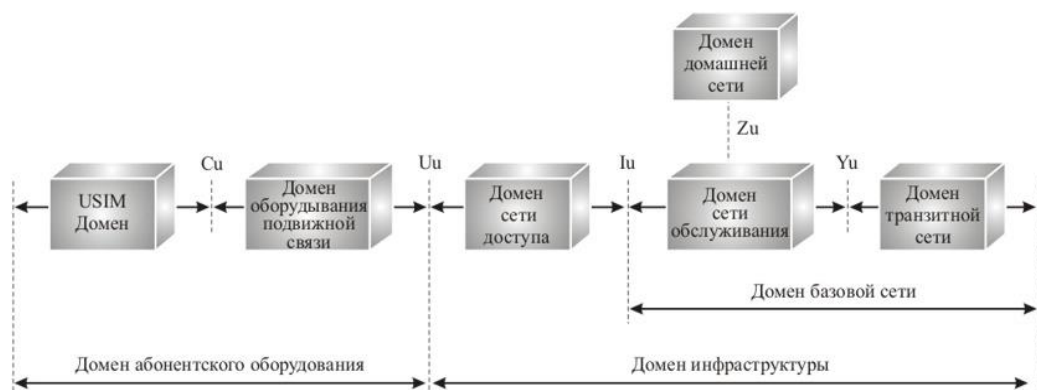 Домен
домашней
сети
Zu
Cu
Uu
Iu
Yu
USIM
Домен
Домен
оборудывания
подвижной
связи
Домен
сети
доступа
Домен
сети
обслуживания
Домен
транзитной
сети
Домен базовой сети
Домен абонентского оборудования
Домен инфраструктуры